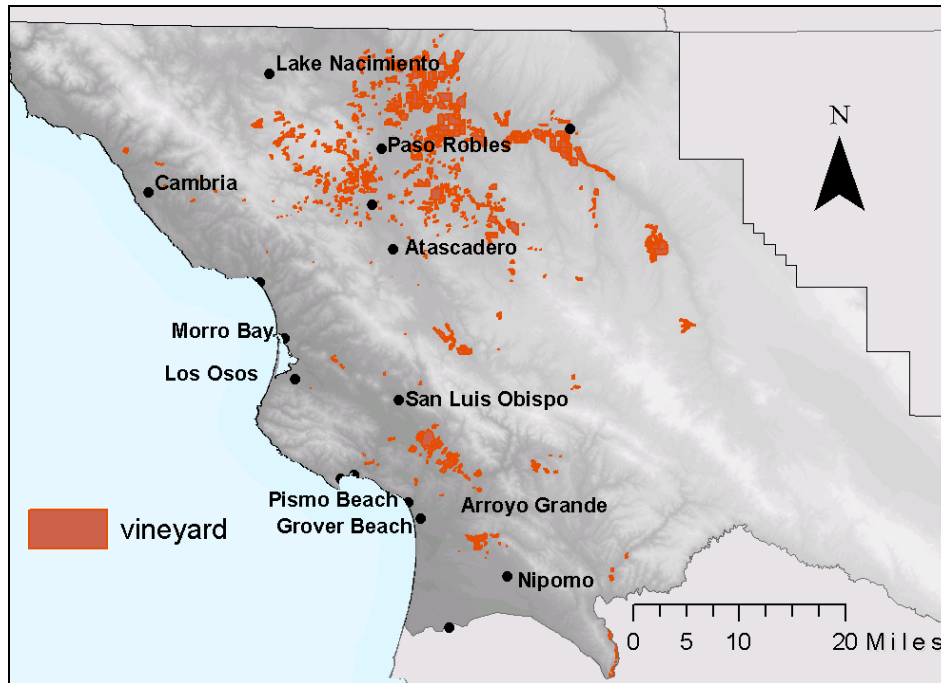 Lake Nacimiento
N
Paso Robles
Cambria
Atascadero
Morro Bay
Los Osos
San Luis Obispo
Pismo Beach
Arroyo Grande
Grover Beach
vineyard
Nipomo
0 5 10 20 Miles